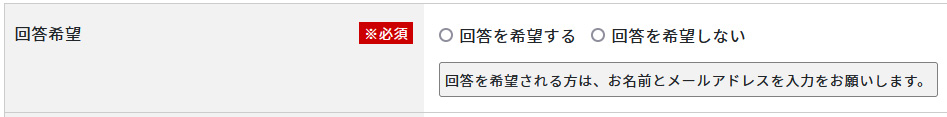 回答希望 ※必須 回答を希望する 回答を希望しない
回答を希望される方は、お名前とメールアドレスを入力をお願いします。